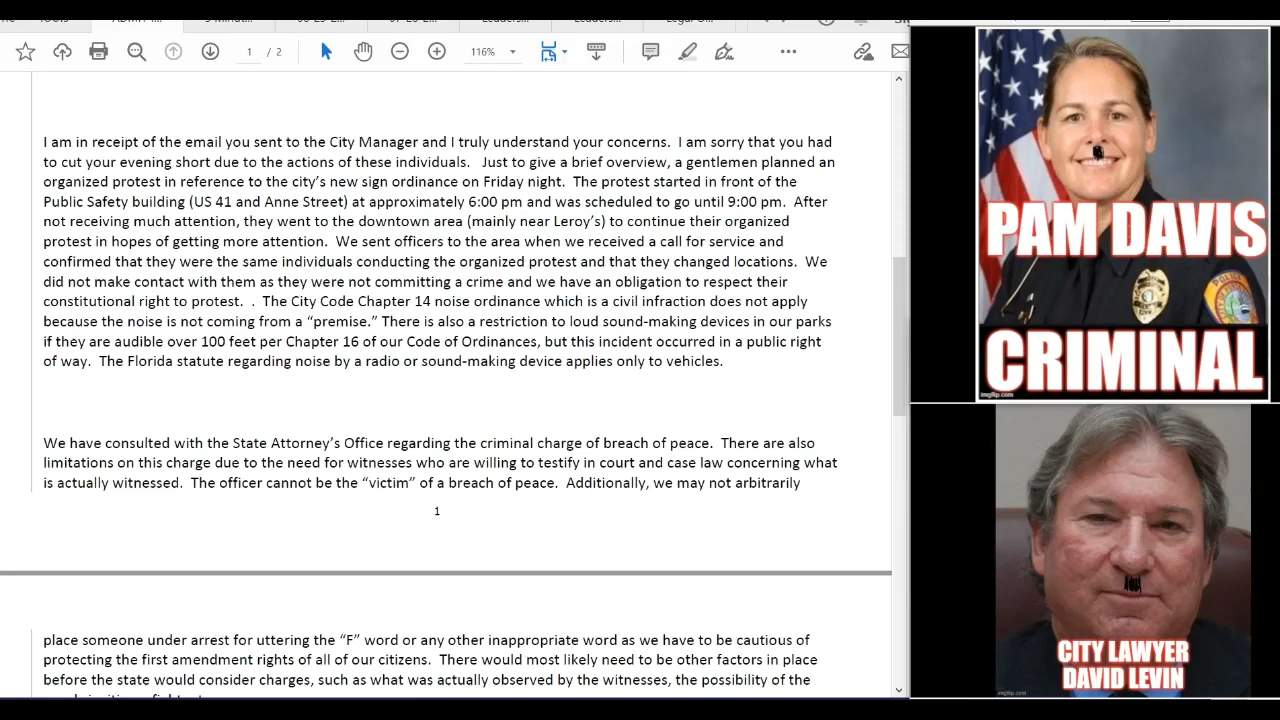 1 / 2
116%
I am in receipt of the email you sent to the City Manager and I truly understand your concerns. I am sorry that you had
to cut your evening short due to the actions of these individuals. Just to give a brief overview, a gentlemen planned an
organized protest in reference to the city’s new sign ordinance on Friday night. The protest started in front of the
Public Safety building (US 41 and Anne Street) at approximately 6:00 pm and was scheduled to go until 9:00 pm. After
not receiving much attention, they went to the downtown area (mainly near Leroy’s) to continue their organized
protest in hopes of getting more attention. We sent officers to the area when we received a call for service and
confirmed that they were the same individuals conducting the organized protest and that they changed locations. We
did not make contact with them as they were not committing a crime and we have an obligation to respect their
constitutional right to protest. . The City Code Chapter 14 noise ordinance which is a civil infraction does not apply
because the noise is not coming from a “premise.” There is also a restriction to loud sound-making devices in our parks
if they are audible over 100 feet per Chapter 16 of our Code of Ordinances, but this incident occurred in a public right
of way. The Florida statute regarding noise by a radio or sound-making device applies only to vehicles.
We have consulted with the State Attorney’s Office regarding the criminal charge of breach of peace. There are also
limitations on this charge due to the need for witnesses who are willing to testify in court and case law concerning what
is actually witnessed. The officer cannot be the “victim” of a breach of peace. Additionally, we may not arbitrarily
1
place someone under arrest for uttering the “F” word or any other inappropriate word as we have to be cautious of
protecting the first amendment rights of all of our citizens. There would most likely need to be other factors in place
before the state would consider charges, such as what was actually observed by the witnesses, the possibility of the
PAM DAVIS
CRIMINAL
imgflip.com
CITY LAWYER
DAVID LEVIN
imgflip.com